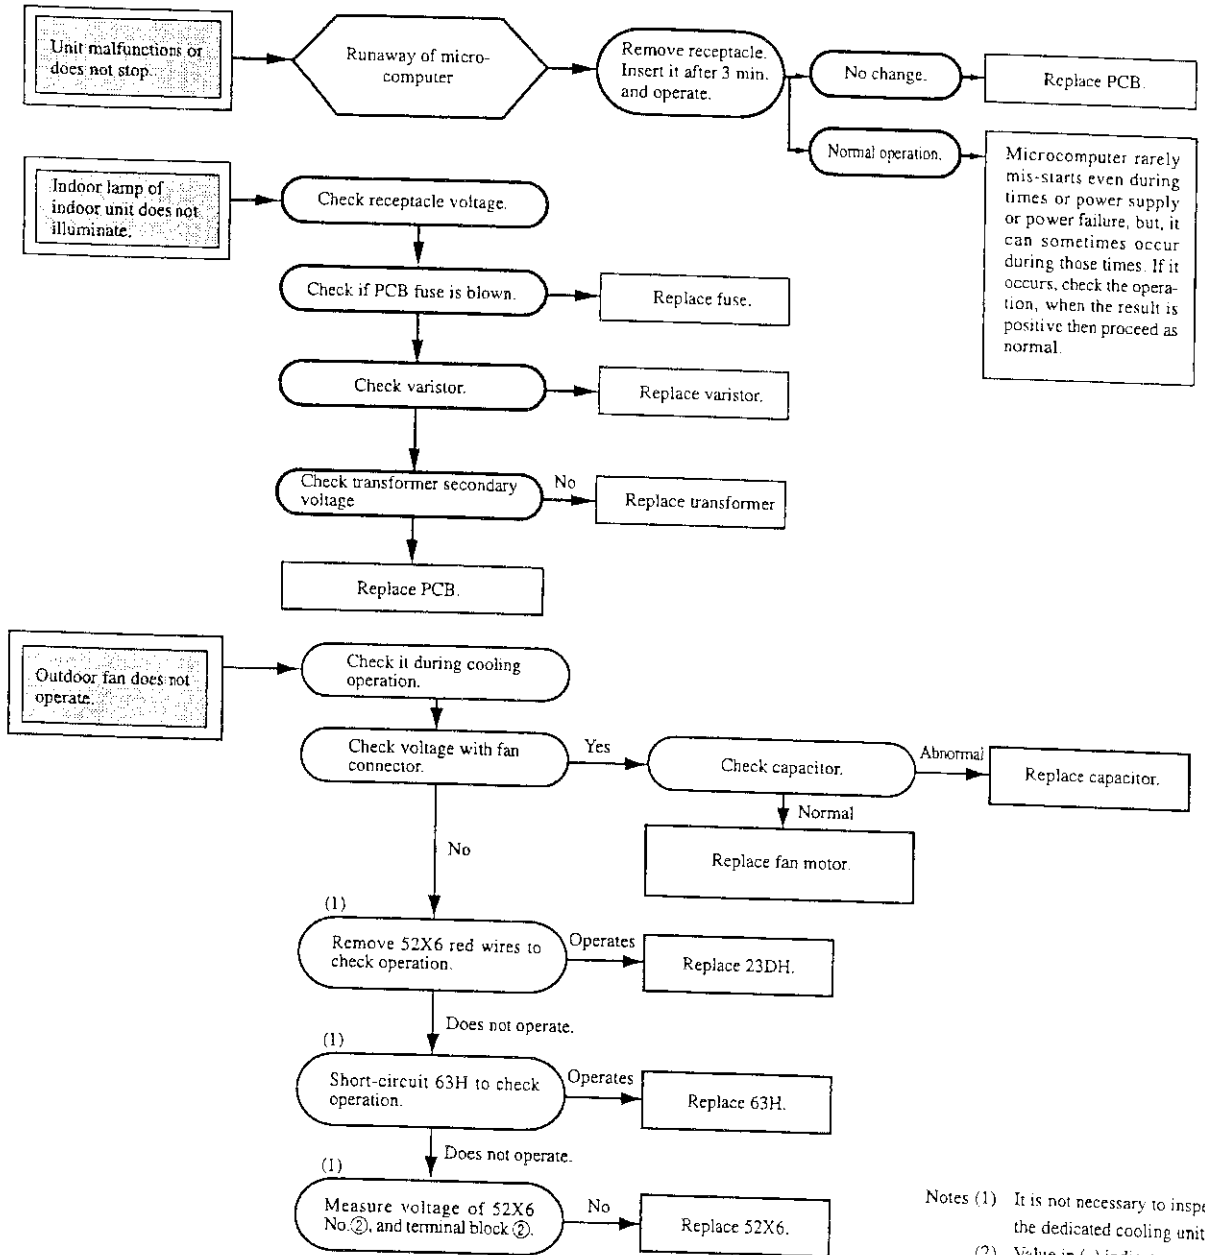 Unit malfunctions or
does not stop.
Runaway of micro-
computer
Remove receptacle.
Insert it after 3 min.
and operate.
No change.
Replace PCB.
Normal operation.
Microcomputer rarely
mis-starts even during
times or power supply
or power failure, but, it
can sometimes occur
during those times. If it
occurs, check the opera-
tion, when the result is
positive then proceed as
normal.
Indoor lamp of
indoor unit does not
illuminate.
Check receptacle voltage.
Check if PCB fuse is blown.
Replace fuse.
Check varistor.
Replace varistor.
Check transformer secondary
voltage
No
Replace transformer
Replace PCB.
Outdoor fan does not
operate.
Check it during cooling
operation.
Check voltage with fan
connector.
Yes
Check capacitor.
Abnormal
Replace capacitor.
Normal
Replace fan motor.
No
(1)
Remove 52X6 red wires to
check operation.
Operates
Replace 23DH.
Does not operate.
(1)
Short-circuit 63H to check
operation.
Operates
Replace 63H.
Does not operate.
(1)
Measure voltage of 52X6
No.②, and terminal block ②.
No
Replace 52X6.
Notes (1) It is not necessary to
the dedicated cooling unit
(2) Value in ( )